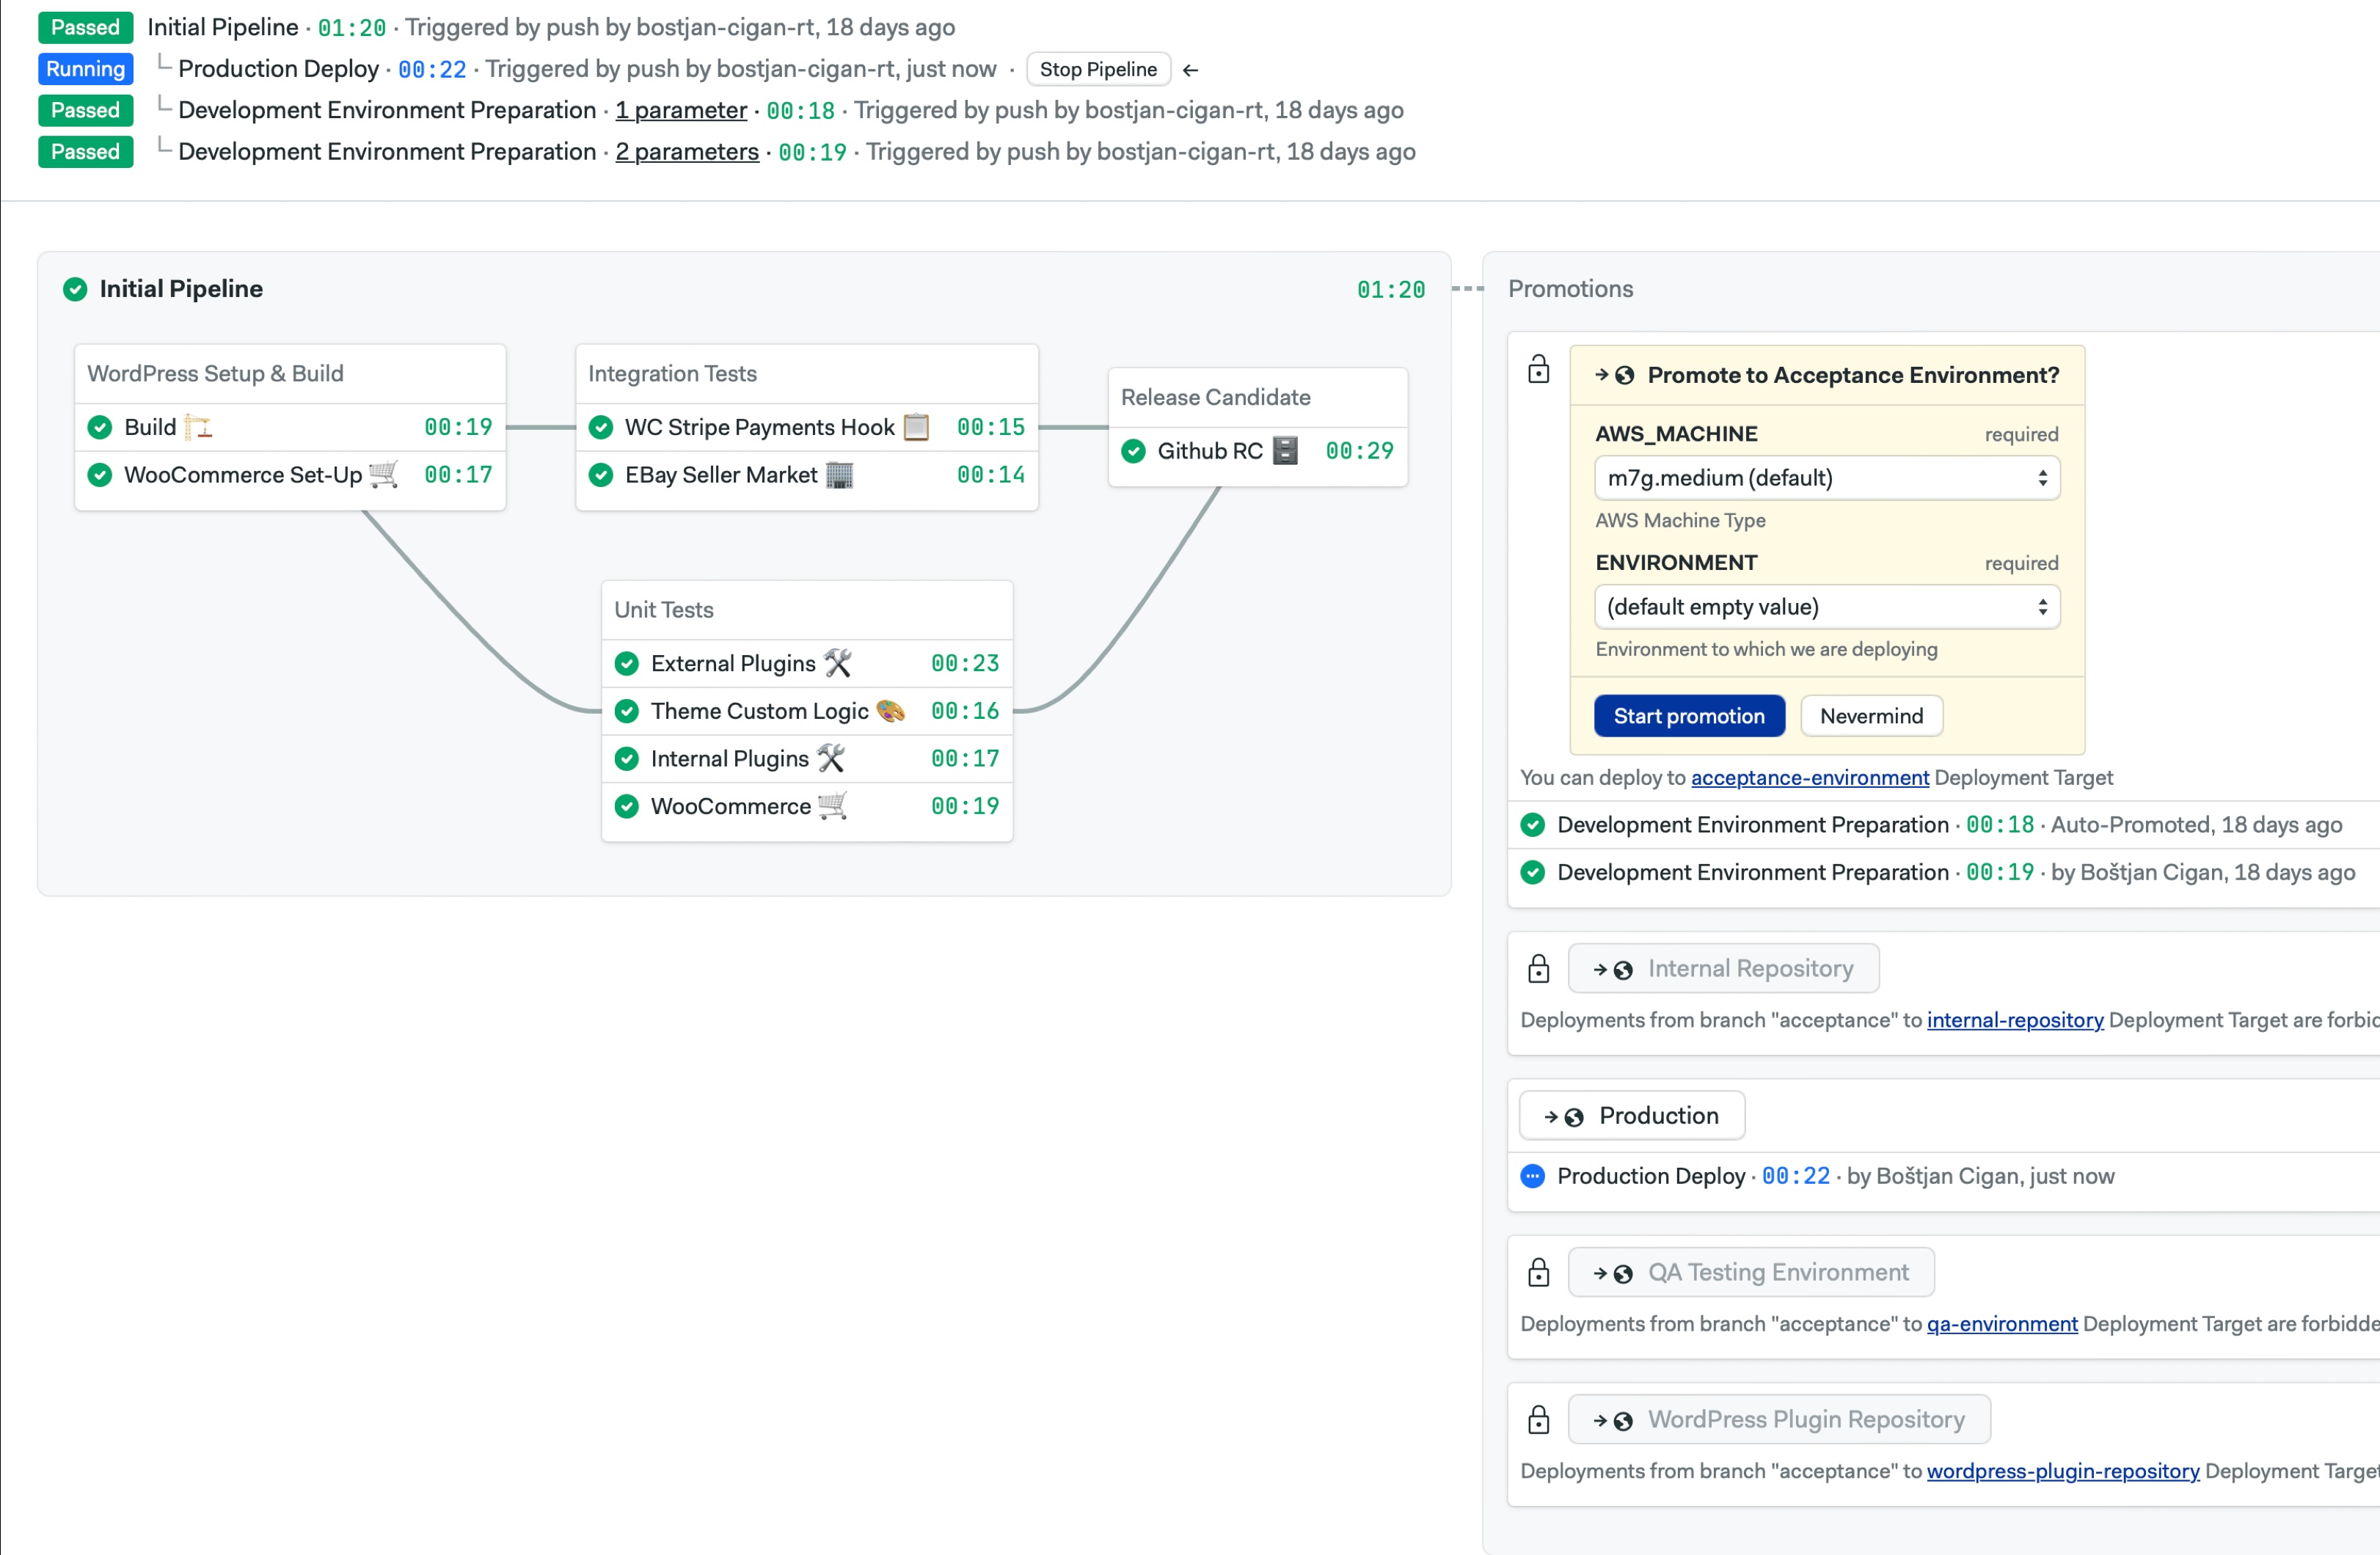 Passed Initial Pipeline · 01:20 · Triggered by push by bostjan-cigan-rt, 18 days ago
Running Production Deploy · 00:22 · Triggered by push by bostjan-cigan-rt, just now · Stop Pipeline ←
Passed Development Environment Preparation · 1 parameter · 00:18 · Triggered by push by bostjan-cigan-rt, 18 days ago
Passed Development Environment Preparation · 2 parameters · 00:19 · Triggered by push by bostjan-cigan-rt, 18 days ago
Initial Pipeline 01:20
WordPress Setup & Build
Build 00:19
WooCommerce Set-Up 00:17
Integration Tests
WC Stripe Payments Hook 00:15
EBay Seller Market 00:14
Release Candidate
Github RC 00:29
Unit Tests
External Plugins 00:23
Theme Custom Logic 00:16
Internal Plugins 00:17
WooCommerce 00:19
Promotions
→ Promote to Acceptance Environment?
AWS_MACHINE required
m7g.medium (default)
AWS Machine Type
ENVIRONMENT required
(default empty value)
Environment to which we are deploying
Start promotion Nevermind
You can deploy to acceptance-environment Deployment Target
Development Environment Preparation · 00:18 · Auto-Promoted, 18 days ago
Development Environment Preparation · 00:19 · by Boštjan Cigan, 18 days ago
→ Internal Repository
Deployments from branch "acceptance" to internal-repository Deployment Target are
→ Production
Production Deploy · 00:22 · by Boštjan Cigan, just now
→ QA Testing Environment
Deployments from branch "acceptance" to qa-environment Deployment Target are
→ WordPress Plugin Repository
Deployments from branch "acceptance" to wordpress-plugin-repository Deployment Target